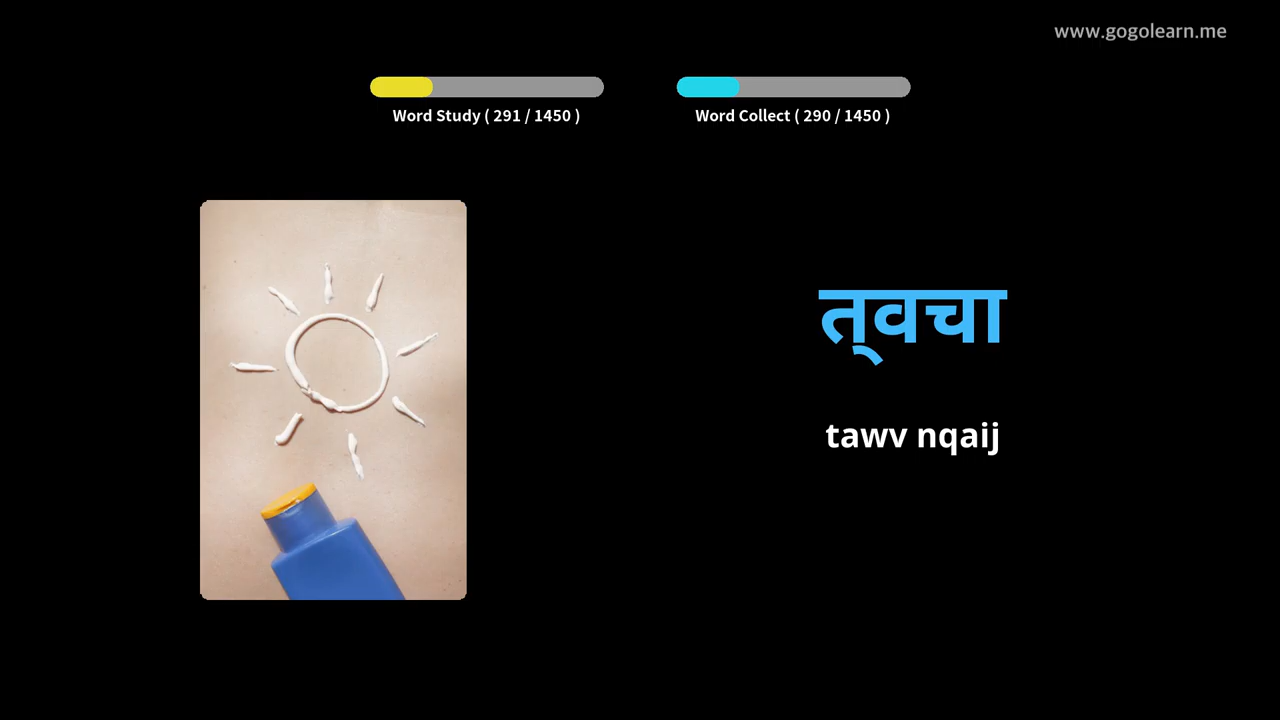 www.gogolearn.me
Word Study ( 291 / 1450 )
Word Collect ( 290 / 1450 )
त्वचा
tawv nqaij